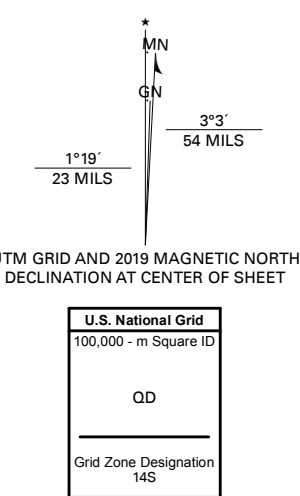 ★
MN
GN
3°3´
54 MILS
1°19´
23 MILS
UTM GRID AND 2019 MAGNETIC NORTH
DECLINATION AT CENTER OF SHEET
U.S. National Grid
100,000 - m Square ID
QD
Grid Zone Designation
14S